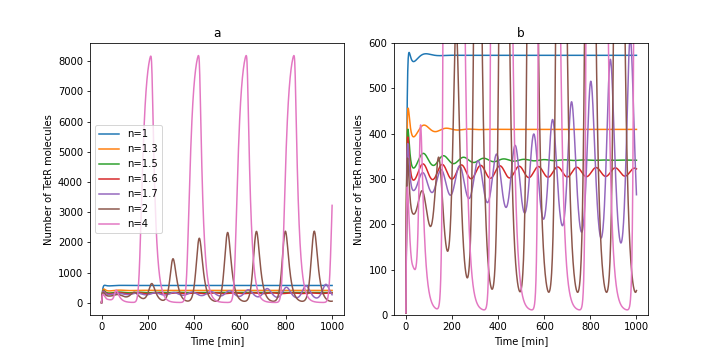 a
Number of TetR molecules
8000
7000
6000
5000
4000
3000
2000
1000
0
n=1
n=1.3
n=1.5
n=1.6
n=1.7
n=2
n=4
0 200 400 600 800 1000
Time [min]
b
Number of TetR molecules
600
500
400
300
200
100
0
0 200 400 600 800 1000
Time [min]